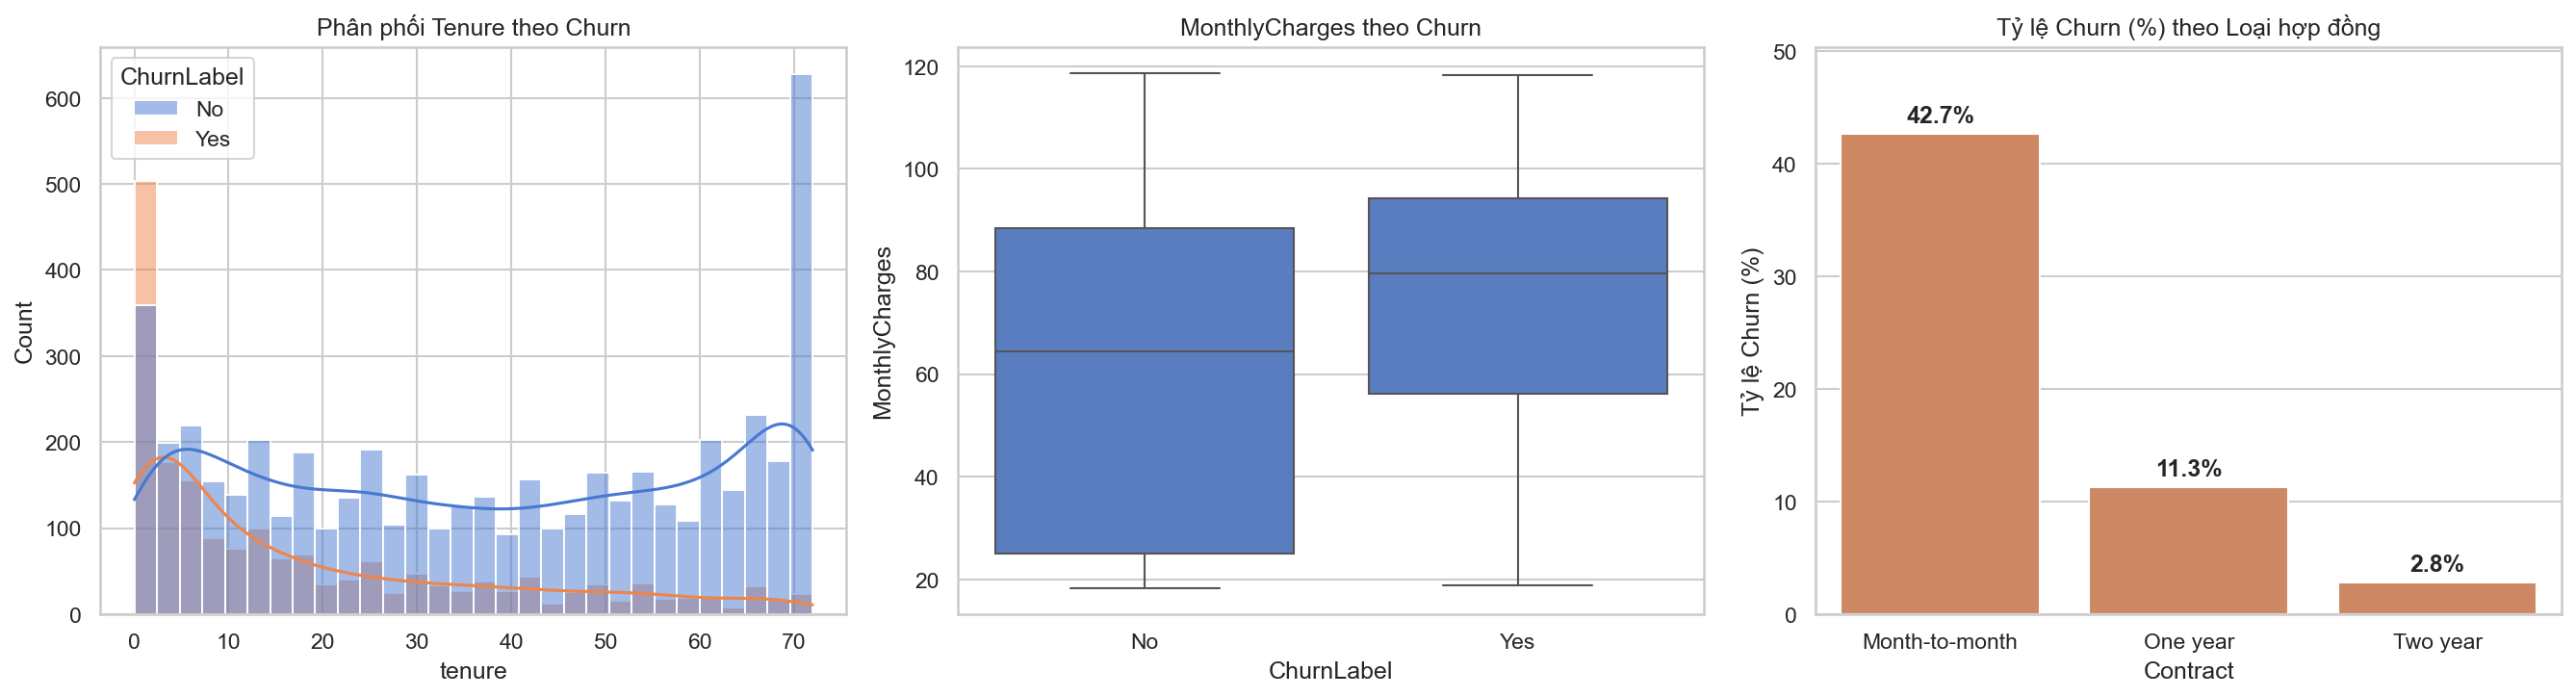 Phân phối Tenure theo Churn
ChurnLabel
No
Yes
600
500
400
300
200
100
0
Count
0 10 20 30 40 50 60 70
tenure
MonthlyCharges theo Churn
120
100
80
60
40
20
MonthlyCharges
No Yes
ChurnLabel
Tỷ lệ Churn (%) theo Loại hợp đồng
50
40
30
20
10
0
Tỷ lệ Churn (%)
42.7%
11.3%
2.8%
Month-to-month One year Two year
Contract